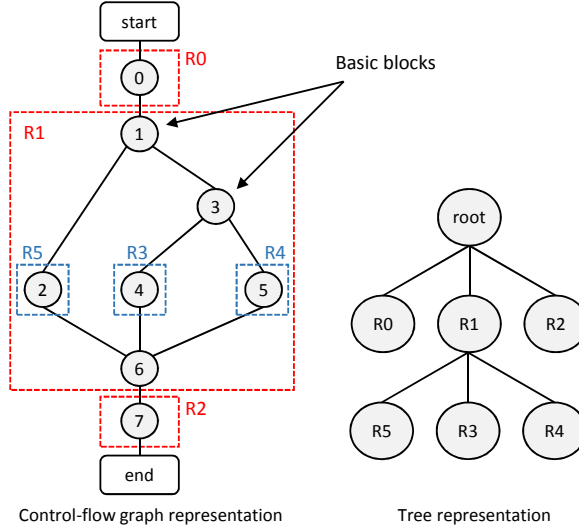 start
R0
0
Basic blocks
R1
1
3
root
R5
R3
R4
2
4
5
R0
R1
R2
6
R2
7
R5
R3
R4
end
Control-flow graph representation
Tree representation